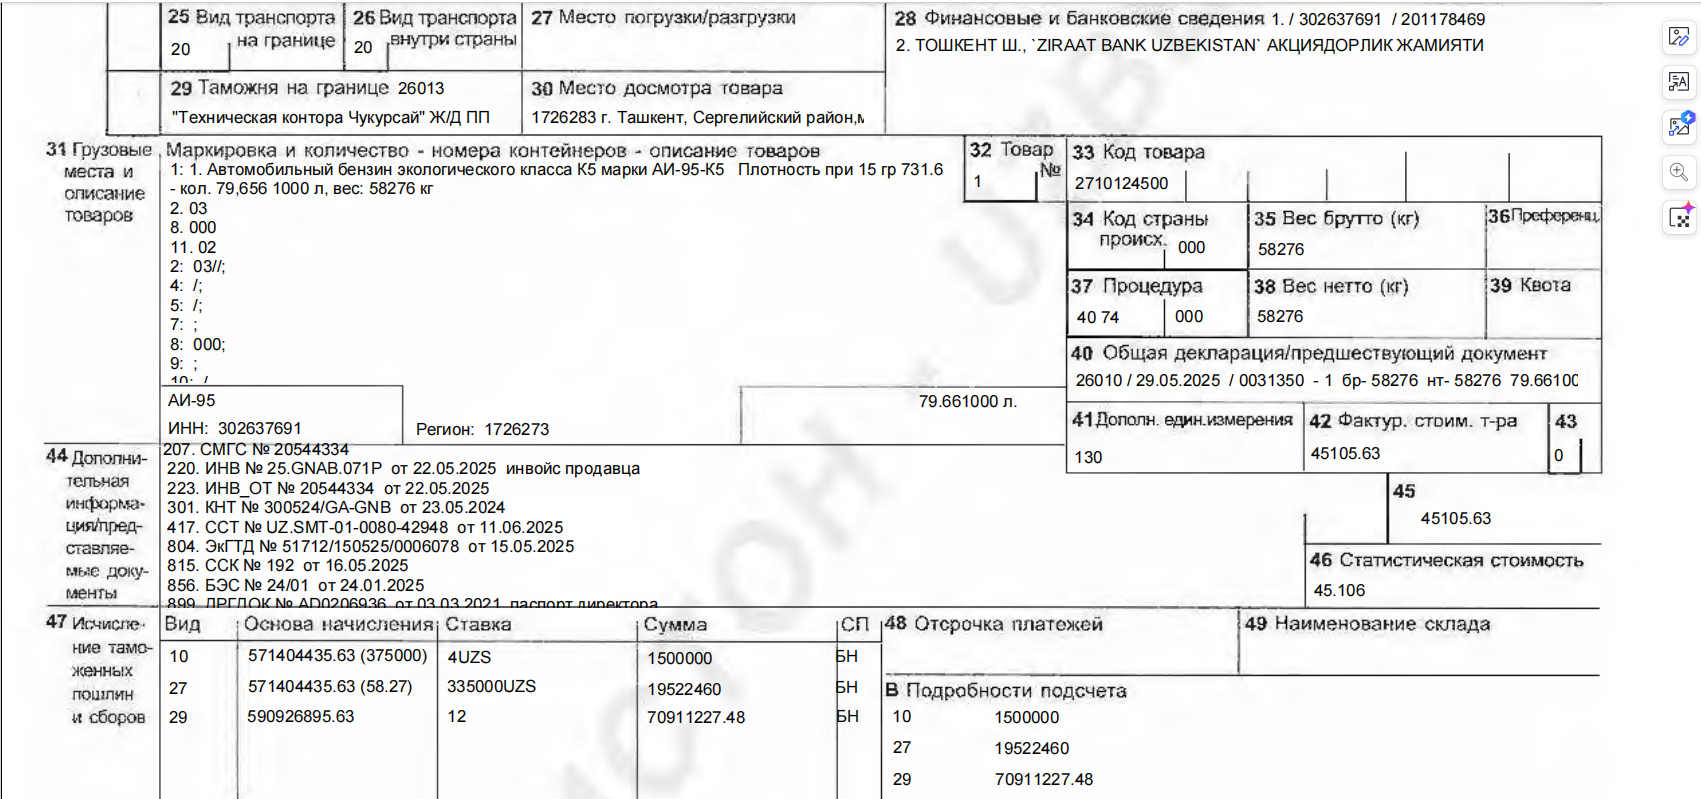 25 Вид транспорта на границе
20
26 Вид транспорта внутри страны
20
27 Место погрузки/разгрузки
28 Финансовые и банковские сведения 1. / 302637691 / 201178469
2. ТОШКЕНТ Ш., `ZIRAAT BANK UZBEKISTAN` АКЦИЯДОРЛИК ЖАМИЯТИ
29 Таможня на границе 26013
"Техническая контора Чукурсай" Ж/Д ПП
30 Место досмотра товара
1726283 г. Ташкент, Сергелийский район,м
31 Грузовые места и описание товаров
Маркировка и количество - номера контейнеров - описание товаров
1: 1. Автомобильный бензин экологического класса К5 марки АИ-95-К5 Плотность при 15 гр 731.6
- кол. 79,656 1000 л, вес: 58276 кг
2. 03
8. 000
11. 02
2: 03//;
4: /;
5: /;
7: ;
8: 000;
9: ;
10: /
АИ-95
ИНН: 302637691
Регион: 1726273
79.661000 л.
32 Товар №
1
33 Код товара
2710124500
34 Код страны происх.
000
35 Вес брутто (кг)
58276
36 Преференц.
37 Процедура
40 74
000
38 Вес нетто (кг)
58276
39 Квота
40 Общая декларация/предшествующий документ
26010 / 29.05.2025 / 0031350 - 1 бр- 58276 нт- 58276 79.66100
41 Дополн. един.измерения
130
42 Фактур. стоим. т-ра
45105.63
43
0
44 Дополни-
тельная
информа-
ция/пред-
ставляе-
мые доку-
менты
207. СМГС № 20544334
220. ИНВ № 25.GNAB.071P от 22.05.2025 инвойс продавца
223. ИНВ_ОТ № 20544334 от 22.05.2025
301. КНТ № 300524/GA-GNB от 23.05.2024
417. ССТ № UZ.SMT-01-0080-42948 от 11.06.2025
804. ЭкГТД № 51712/150525/0006078 от 15.05.2025
815. ССК № 192 от 16.05.2025
856. БЭС № 24/01 от 24.01.2025
899. ДРГДОК № AD0206936 от 03.03.2021 паспорт директора
45
45105.63
46 Статистическая стоимость
45.106
47 Исчисле-
ние тамо-
женных
пошлин
и сборов
Вид Основа начисления Ставка Сумма СП
10 571404435.63 (375000) 4UZS 1500000 БН
27 571404435.63 (58.27) 335000UZS 19522460 БН
29 590926895.63 12 70911227.48 БН
48 Отсрочка платежей
49 Наименование склада
В Подробности подсчета
10 1500000
27 19522460
29 70911227.48